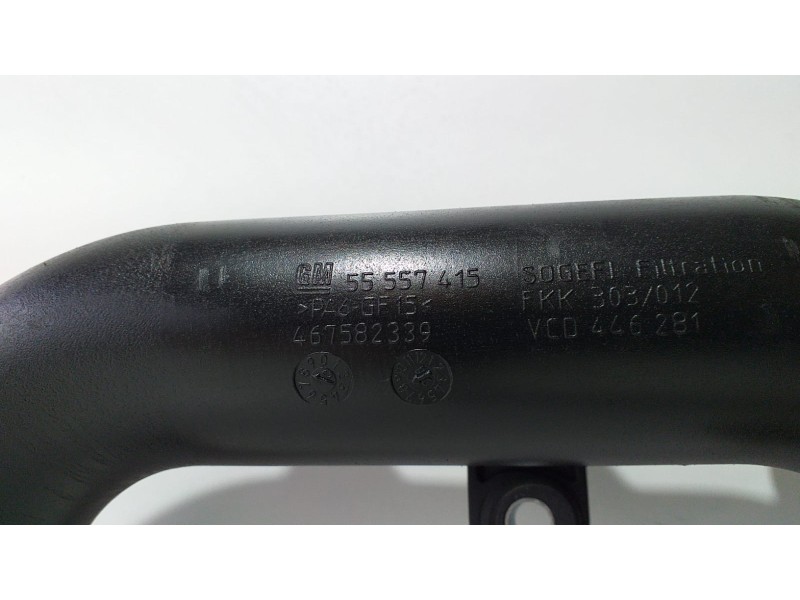 GM 55 557 415
>PA6-GF15<
467582339
SOGEFI Filtration
FKK 303/012
VCD 446 281